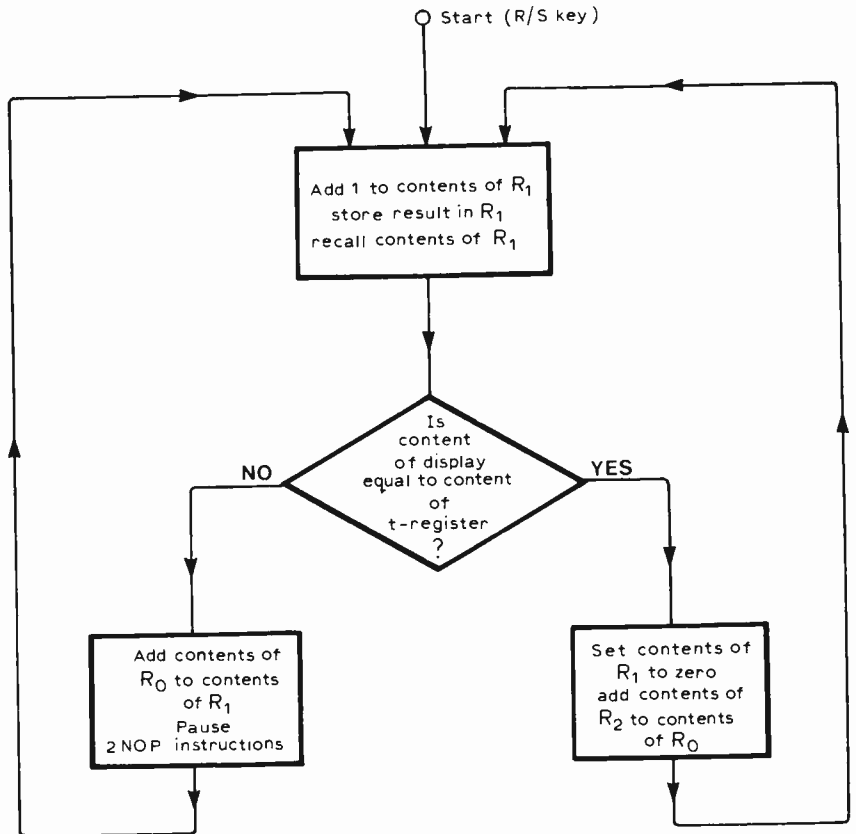 Start (R/S key)
Add 1 to contents of R1
store result in R1
recall contents of R1
Is
content
of display
equal to content
of
t-register
?
NO
YES
Add contents of
R0 to contents
of R1
Pause
2 NOP instructions
Set contents of
R1 to zero
add contents of
R2 to contents
of R0